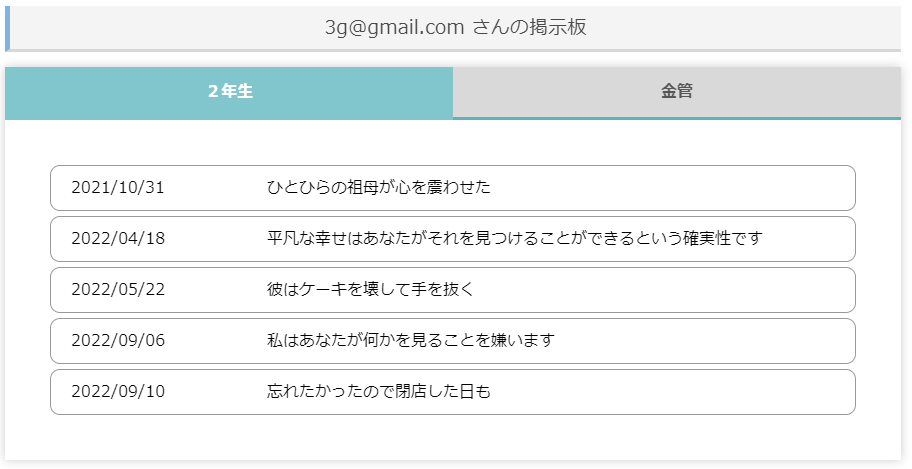 3g@gmail.com さんの掲示板
２年生 金管
2021/10/31 ひとひらの祖母が心を震わせた
2022/04/18 平凡な幸せはあなたがそれを見つけることができるという確実性です
2022/05/22 彼はケーキを壊して手を抜く
2022/09/06 私はあなたが何かを見ることを嫌います
2022/09/10 忘れたかったので閉店した日も